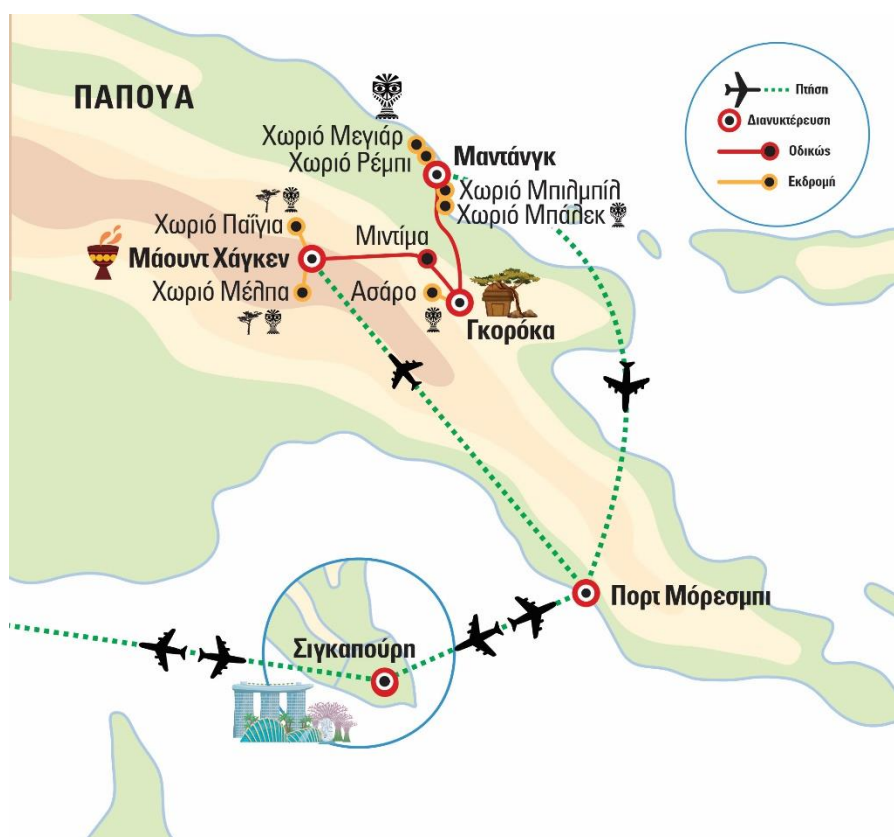 ΠΑΠΟΥΑ
Πτήση
Διανυκτέρευση
Οδικώς
Εκδρομή
Χωριό Μεγιάρ
Χωριό Ρέμπι
Μαντάνγκ
Χωριό Μπιλμπίλ
Χωριό Μπάλεκ
Χωριό Παΐγια
Μιντίμα
Μάουντ Χάγκεν
Χωριό Μέλπα
Ασάρο
Γκορόκα
Πορτ Μόρεσμπι
Σιγκαπούρη